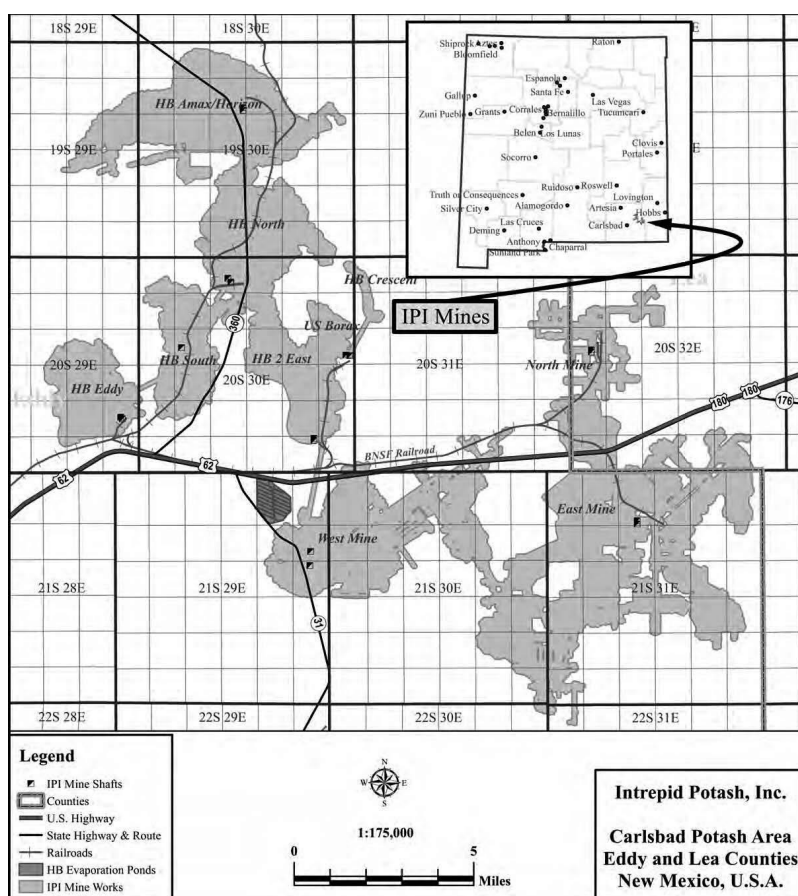 18S 29E
18S 30E
HB Amax/Horizon
19S 29E
19S 30E
HB North
HB Crescent
US Borax
360
20S 29E
HB South
HB 2 East
20S 30E
HB Eddy
20S 31E
North Mine
20S 32E
180
180
176
BNSF Railroad
62
62
West Mine
East Mine
21S 28E
21S 29E
21S 30E
21S 31E
31
22S 28E
22S 29E
22S 30E
22S 31E
IPI Mines
Shiprock
Aztec
Bloomfield
Raton
Espanola
Santa Fe
Gallup
Las Vegas
Zuni Pueblo
Grants
Corrales
Bernalillo
Tucumcari
Belen
Los Lunas
Clovis
Portales
Socorro
Truth or Consequences
Ruidoso
Roswell
Silver City
Alamogordo
Artesia
Lovington
Hobbs
Las Cruces
Carlsbad
Deming
Anthony
Chaparral
Sunland Park
Legend
IPI Mine Shafts
Counties
U.S. Highway
State Highway & Route
Railroads
HB Evaporation Ponds
IPI Mine Works
N
W E
S
1:175,000
0 5
Miles
Intrepid Potash, Inc.
Carlsbad Potash Area
Eddy and Lea Counties
New Mexico, U.S.A.